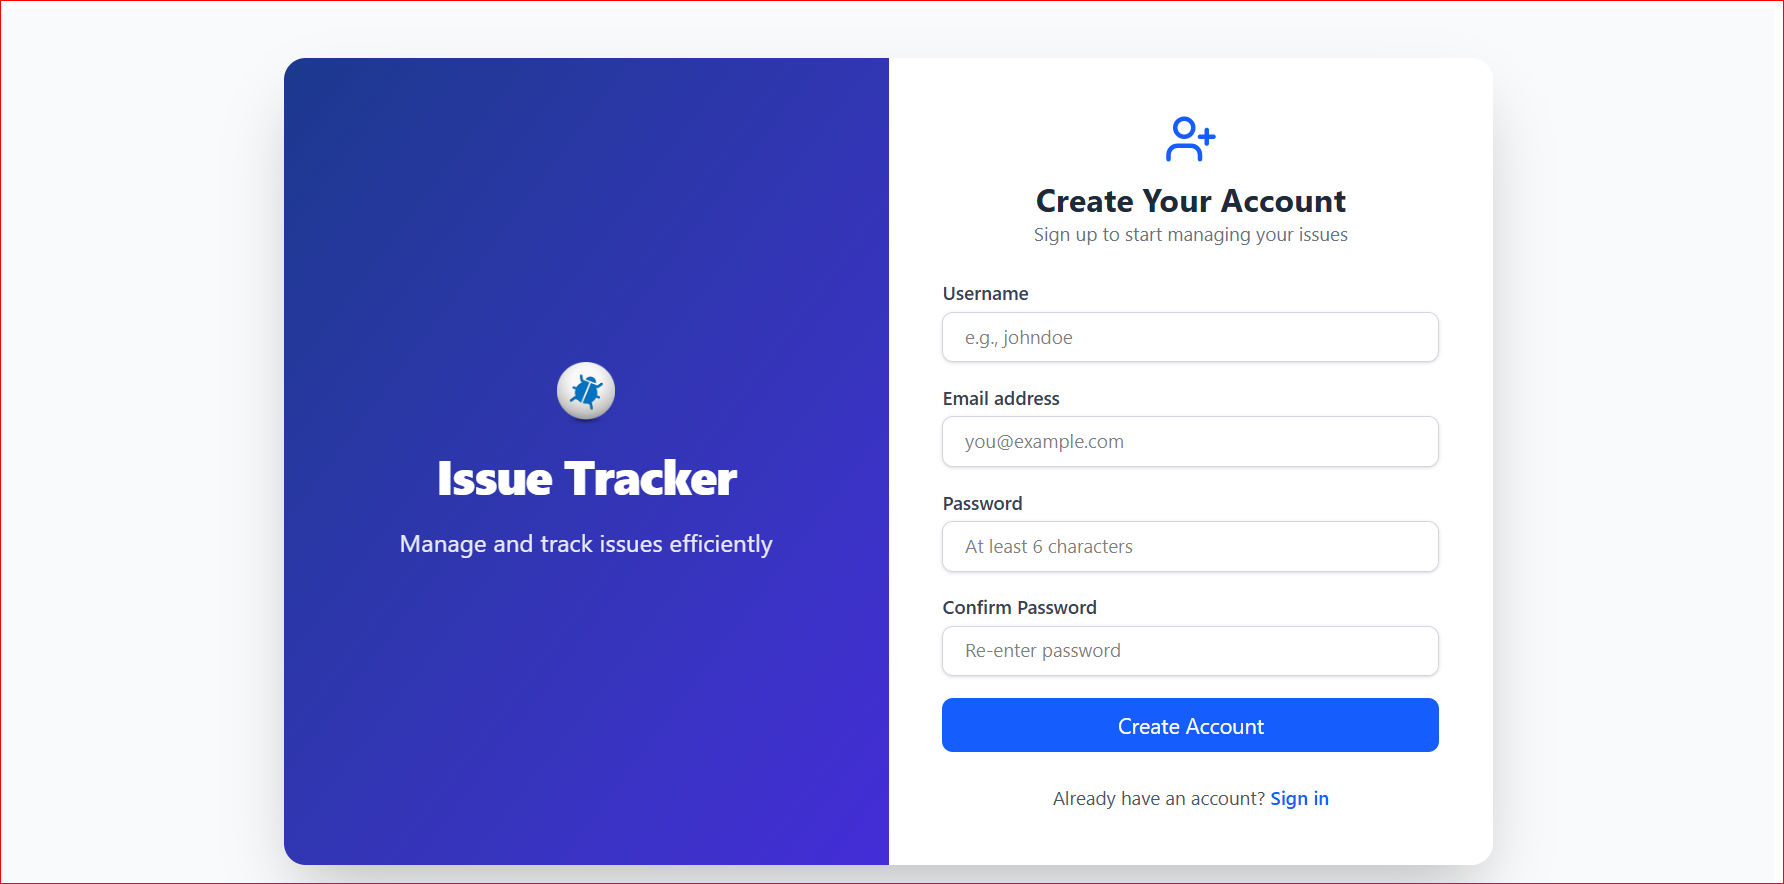 Issue Tracker
Manage and track issues efficiently
Create Your Account
Sign up to start managing your issues
Username
e.g., johndoe
Email address
you@example.com
Password
At least 6 characters
Confirm Password
Re-enter password
Create Account
Already have an account? Sign in